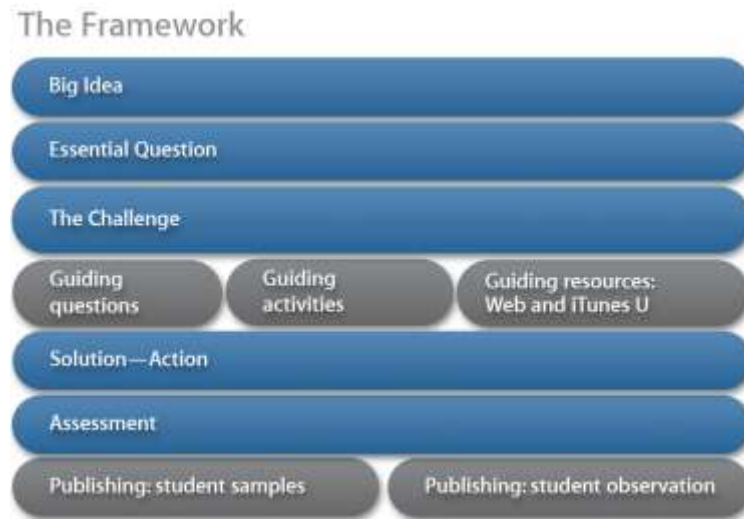 The Framework
Big Idea
Essential Question
The Challenge
Guiding
questions
Guiding
activities
Guiding resources:
Web and iTunes U
Solution—Action
Assessment
Publishing: student samples
Publishing: student observation